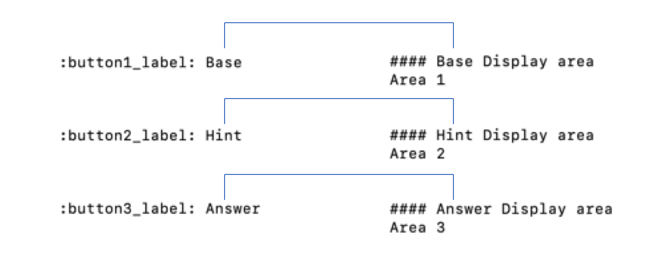 :button1_label: Base
#### Base Display area
Area 1
:button2_label: Hint
#### Hint Display area
Area 2
:button3_label: Answer
#### Answer Display area
Area 3